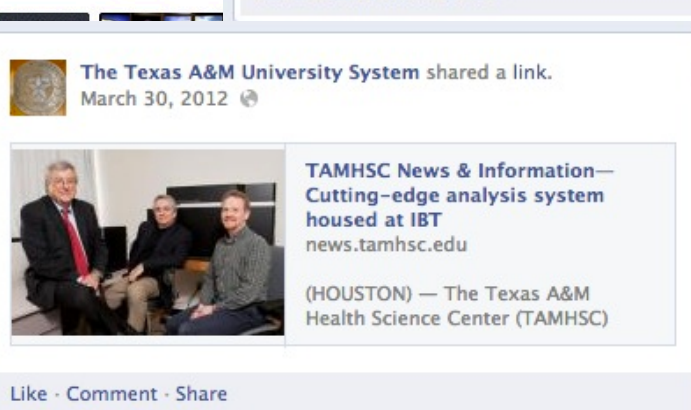 The Texas A&M University System shared a link.
March 30, 2012
TAMHSC News & Information—
Cutting-edge analysis system
housed at IBT
news.tamhsc.edu
(HOUSTON) — The Texas A&M
Health Science Center (TAMHSC)
Like · Comment · Share